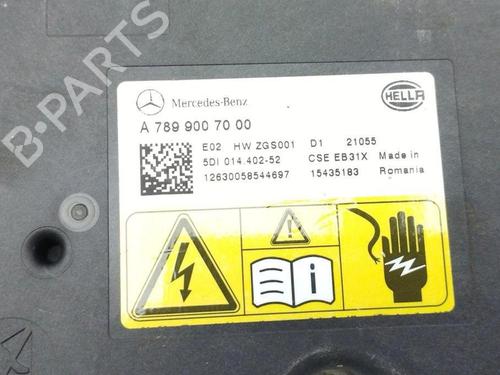 B-PARTS
Mercedes-Benz
HELLA
A 789 900 70 00
E02 HW ZGS001 D1 21055
5DI 014.402-52 CSE EB31X Made in
12630058544697 15435183 Romania